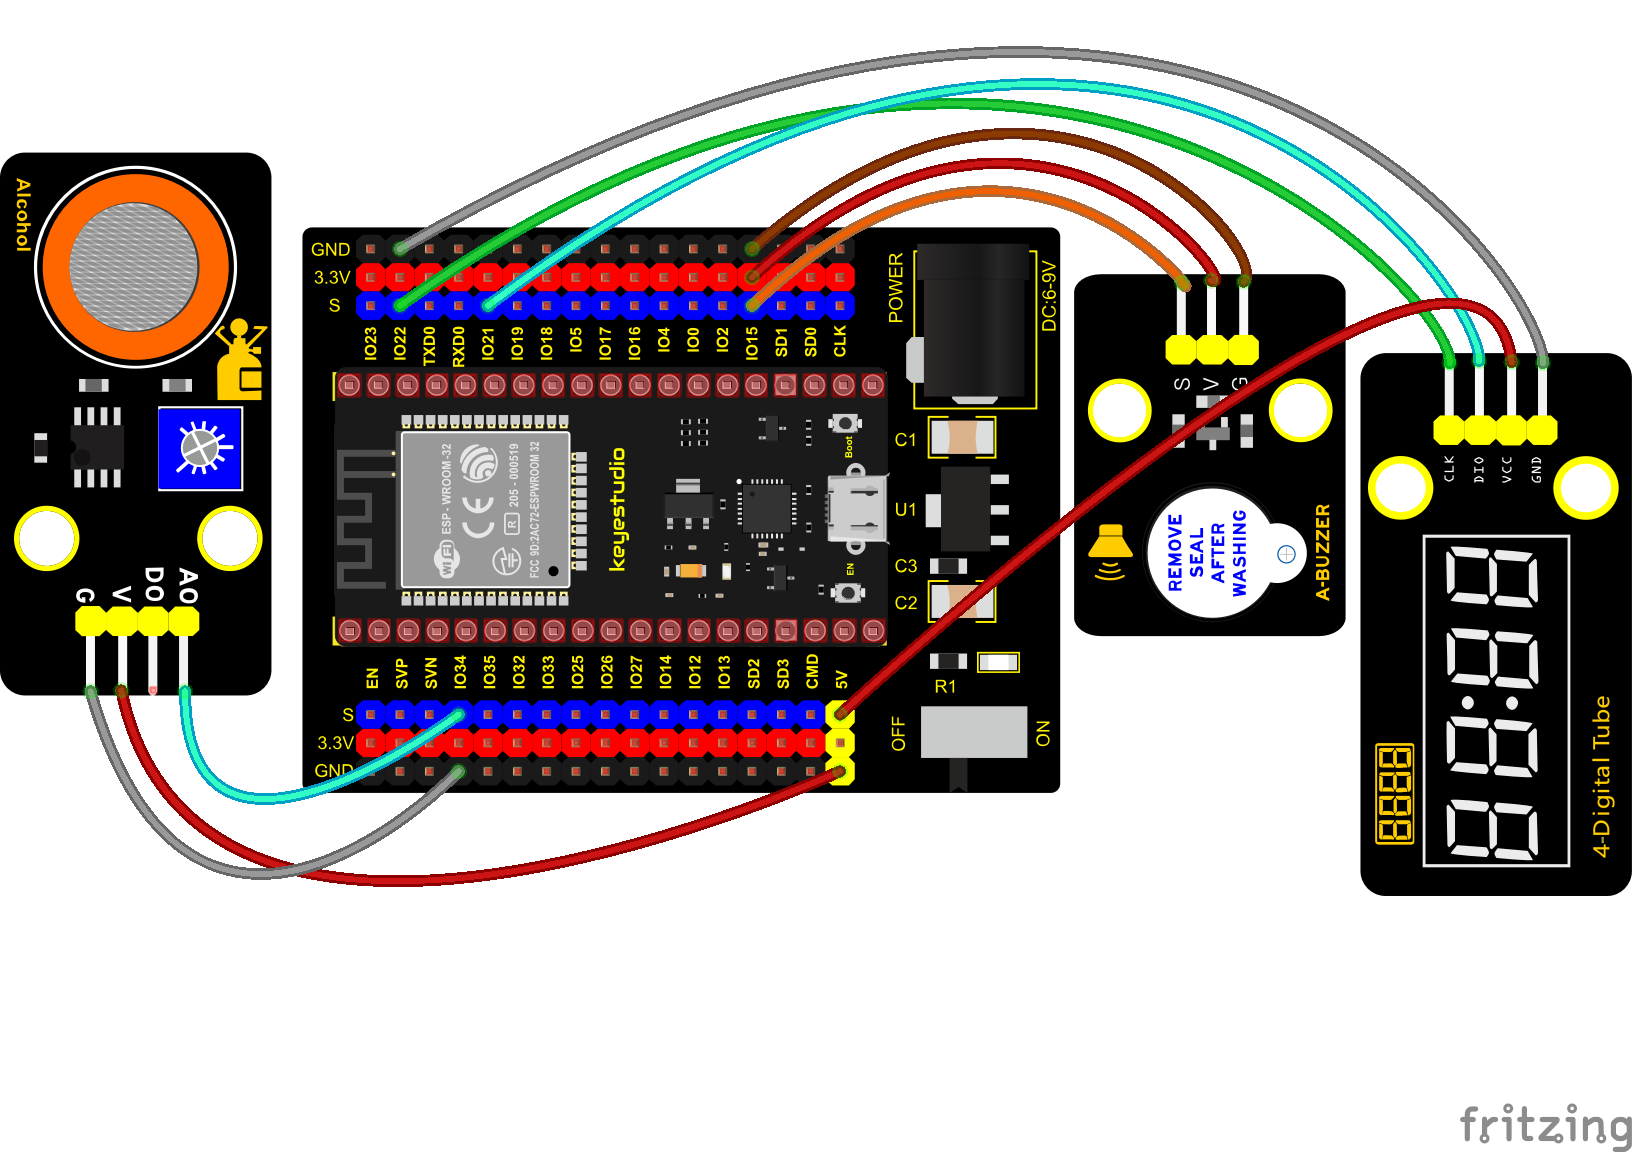 Alcohol
G
V
DO
AO
GND
3.3V
S
IO23
IO22
TXD0
RXD0
IO21
IO19
IO18
IO5
IO17
IO16
IO4
IO0
IO2
IO15
SD1
SD0
CLK
POWER
DC:6-9V
ESP - WROOM -32
WiFi
CE
R
205 - 000519
FCC 9D:2AC72-ESPWROOM 32
keyestudio
Boot
EN
C1
U1
C3
C2
R1
OFF
ON
EN
SVP
SVN
IO34
IO35
IO32
IO33
IO25
IO26
IO27
IO14
IO12
IO13
SD2
SD3
CMD
5V
S
3.3V
GND
S
V
G
REMOVE
SEAL
AFTER
WASHING
A-BUZZER
CLK
DIO
VCC
GND
4-Digital Tube
fritzing